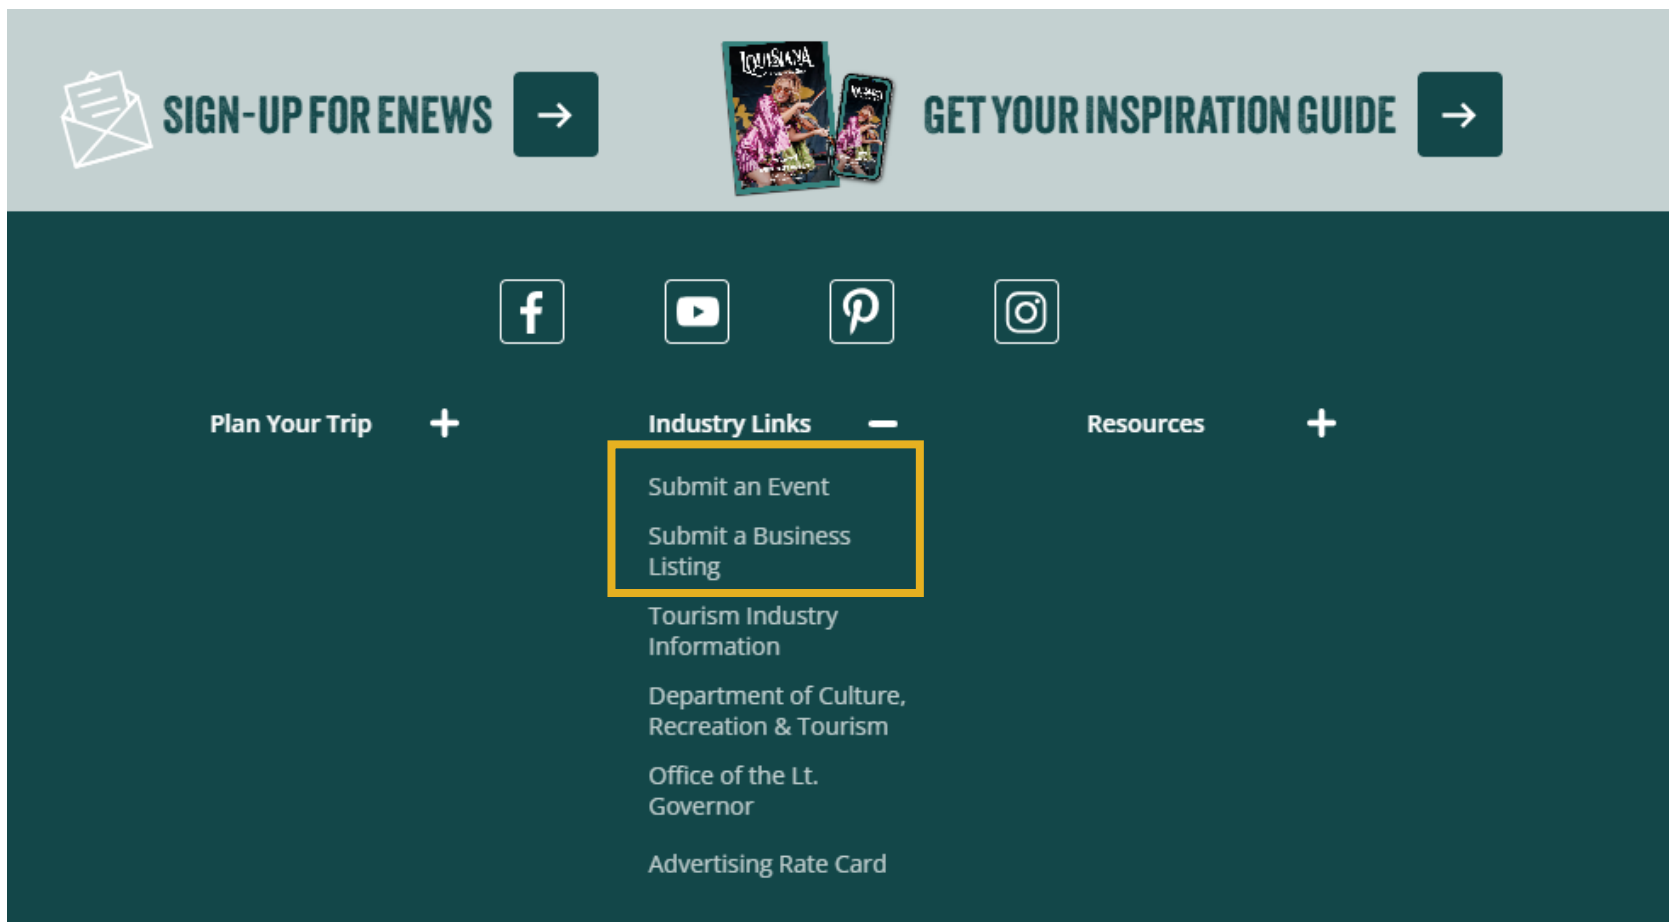 SIGN-UP FOR ENEWS
LOUISIANA
GET YOUR INSPIRATION GUIDE
Plan Your Trip
Industry Links
Resources
Submit an Event
Submit a Business
Listing
Tourism Industry
Information
Department of Culture,
Recreation & Tourism
Office of the Lt.
Governor
Advertising Rate Card